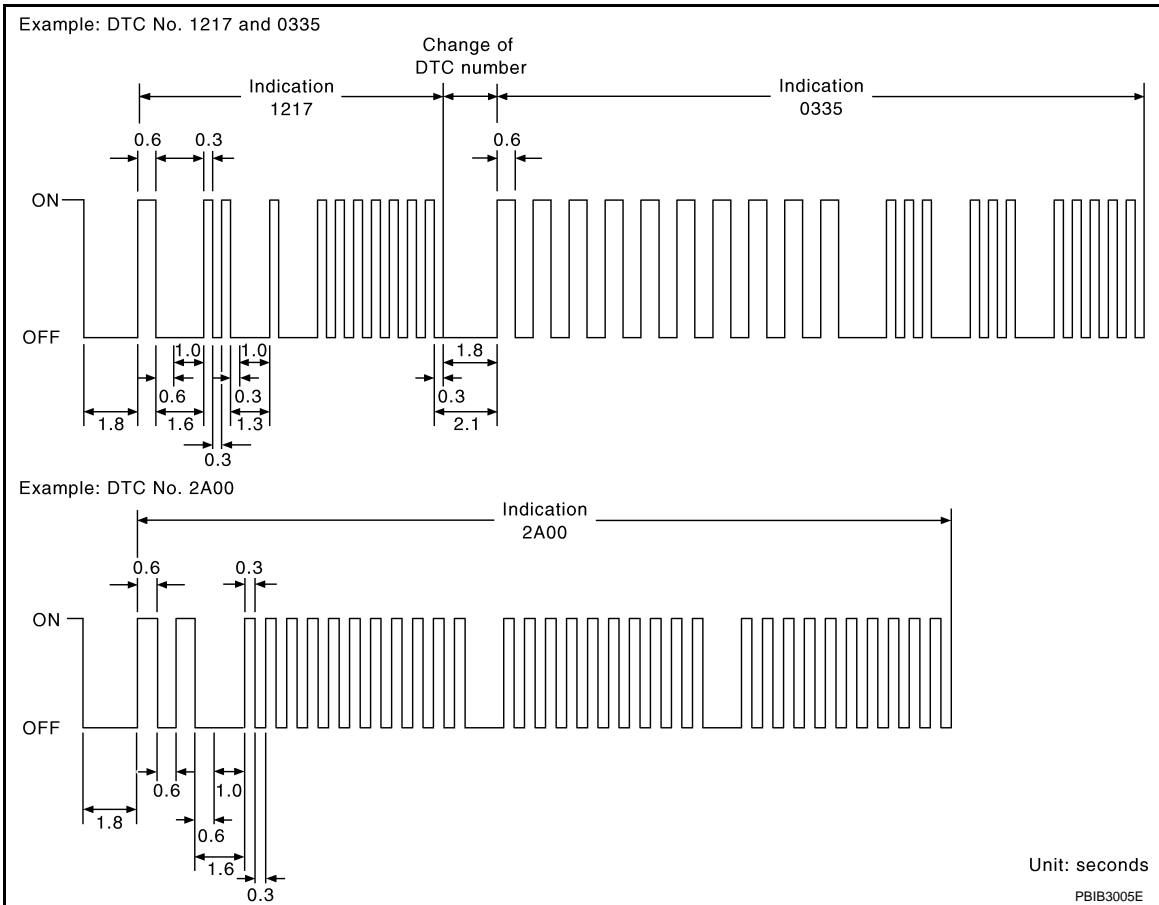 Example: DTC No. 1217 and 0335
Change of
DTC number
Indication
1217
Indication
0335
0.6
0.3
0.6
ON
OFF
1.0
1.0
1.8
0.6
0.3
0.3
1.8
1.6
1.3
2.1
0.3
Example: DTC No. 2A00
Indication
2A00
0.6
0.3
ON
OFF
0.6
1.0
1.8
0.6
1.6
0.3
Unit: seconds
PBIB3005E